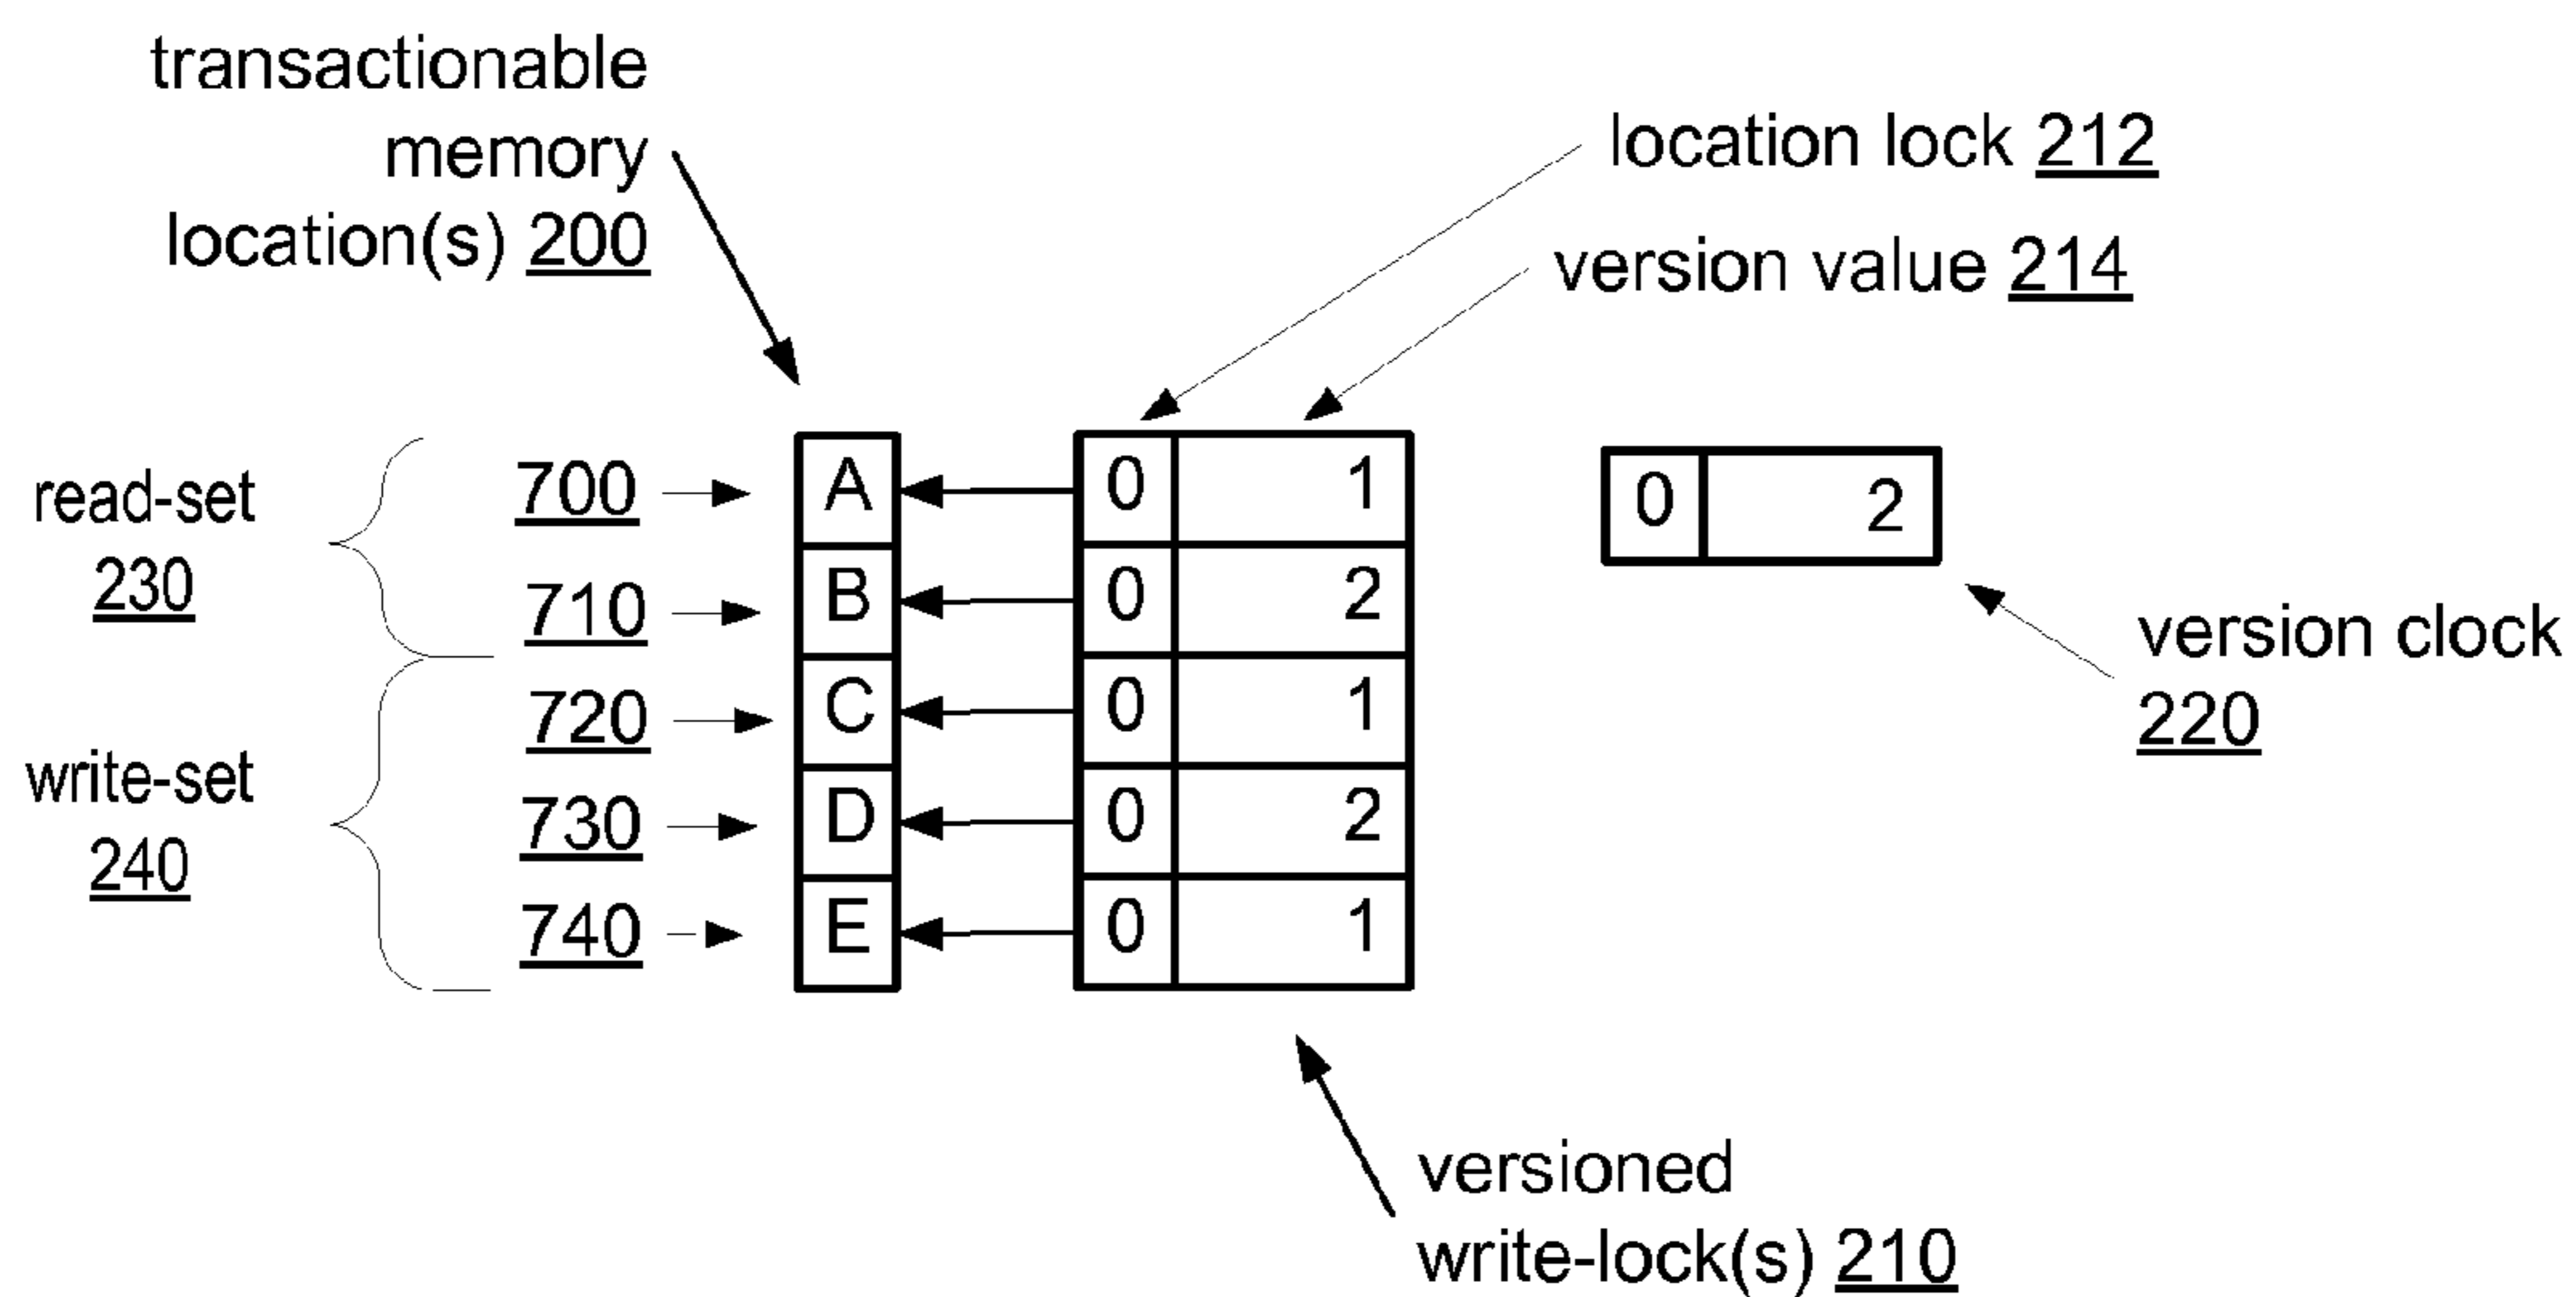 transactionable
memory
location(s) 200
location lock 212
version value 214
read-set
230
write-set
240
700
710
720
730
740
A 0 1
B 0 2
C 0 1
D 0 2
E 0 1
0 2
version clock
220
versioned
write-lock(s) 210